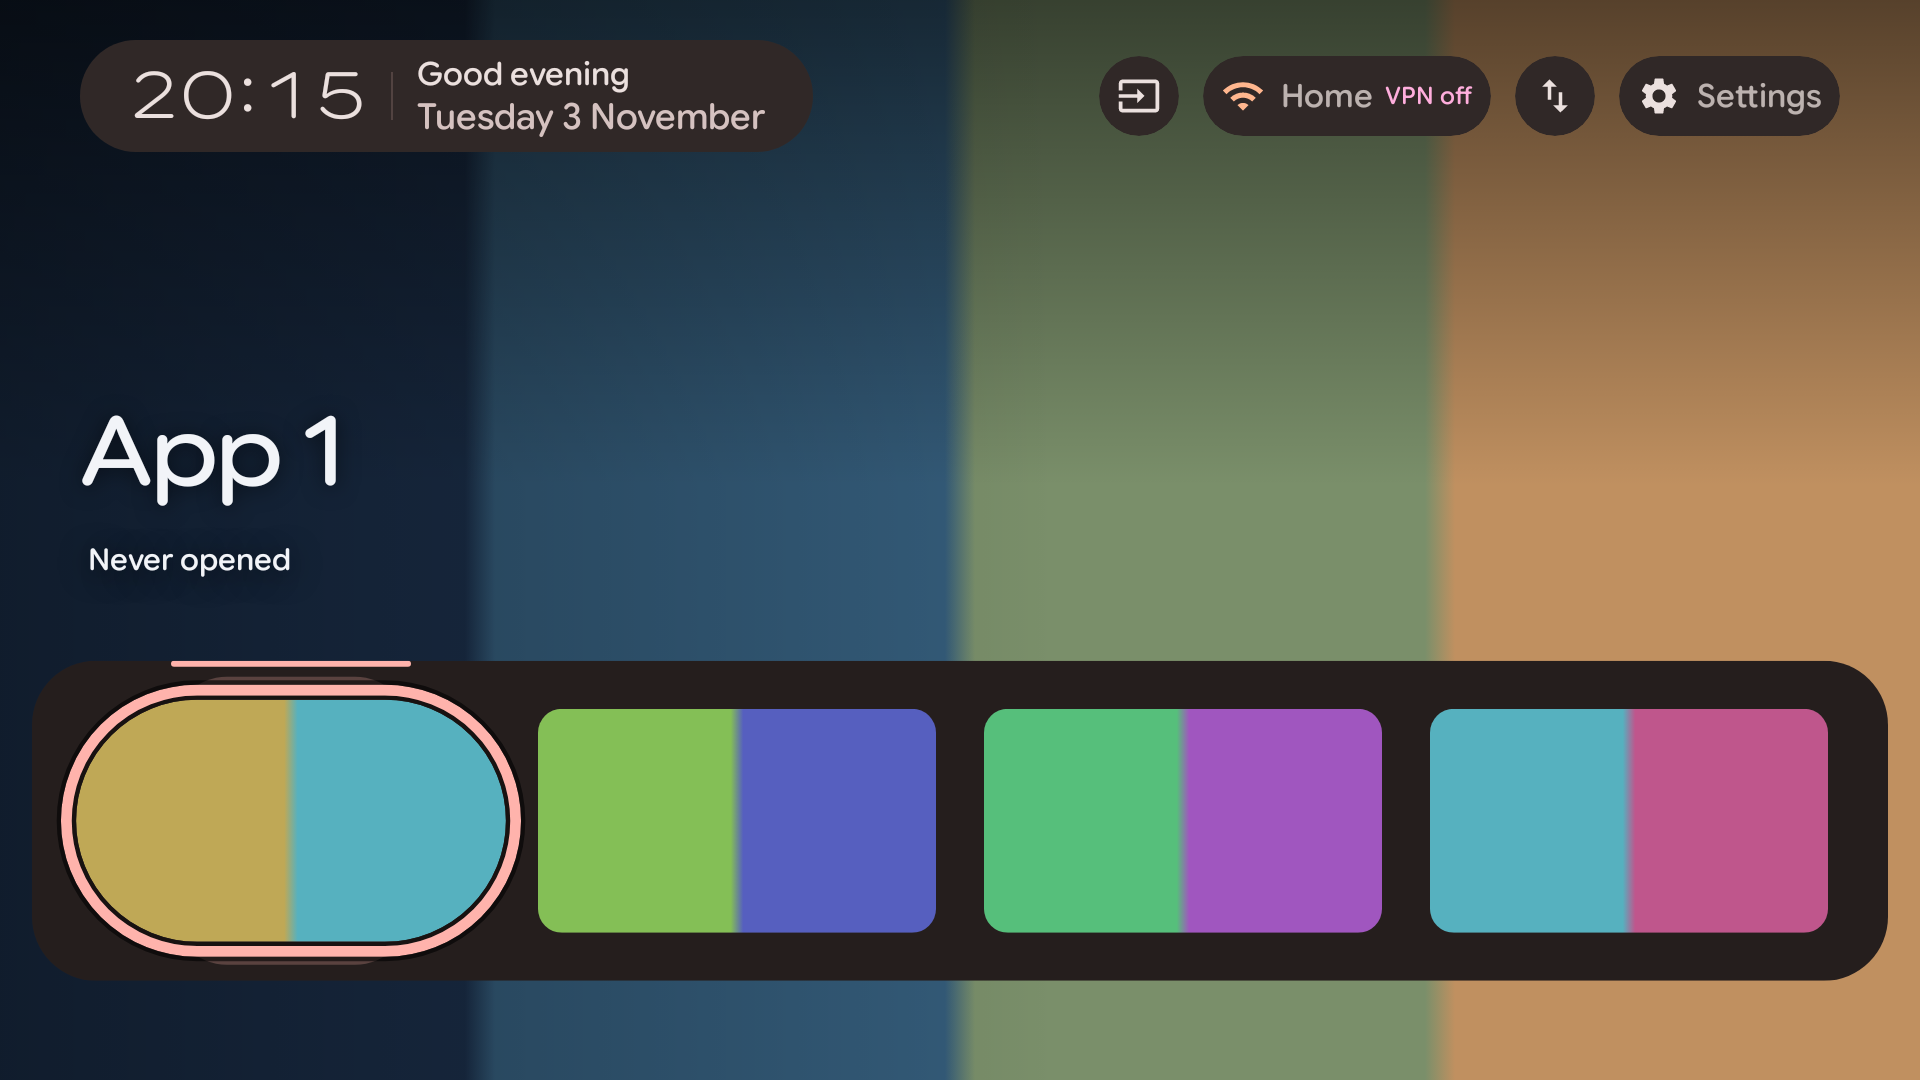 20:15
Good evening
Tuesday 3 November
Home VPN off
Settings
App 1
Never opened